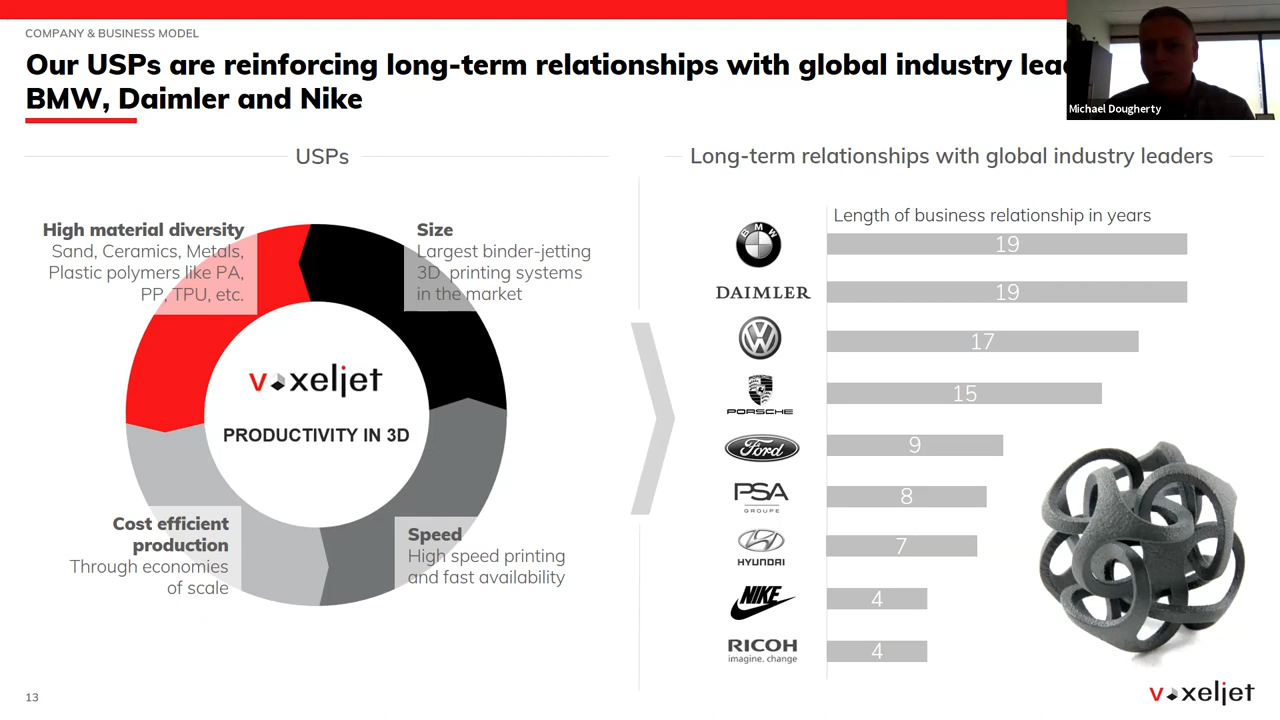 COMPANY & BUSINESS MODEL
Our USPs are reinforcing long-term relationships with global industry
BMW, Daimler and Nike
Michael Dougherty
USPs
High material diversity
Sand, Ceramics, Metals,
Plastic polymers like PA,
PP, TPU, etc.
Size
Largest binder-jetting
3D printing systems
in the market
voxeljet
PRODUCTIVITY IN 3D
Cost efficient
production
Through economies
of scale
Speed
High speed printing
and fast availability
Long-term relationships with global industry leaders
Length of business relationship in years
BMW
19
DAIMLER
19
VW
17
PORSCHE
15
Ford
9
PSA
GROUPE
8
HYUNDAI
7
NIKE
4
RICOH
imagine. change
4
13
voxeljet